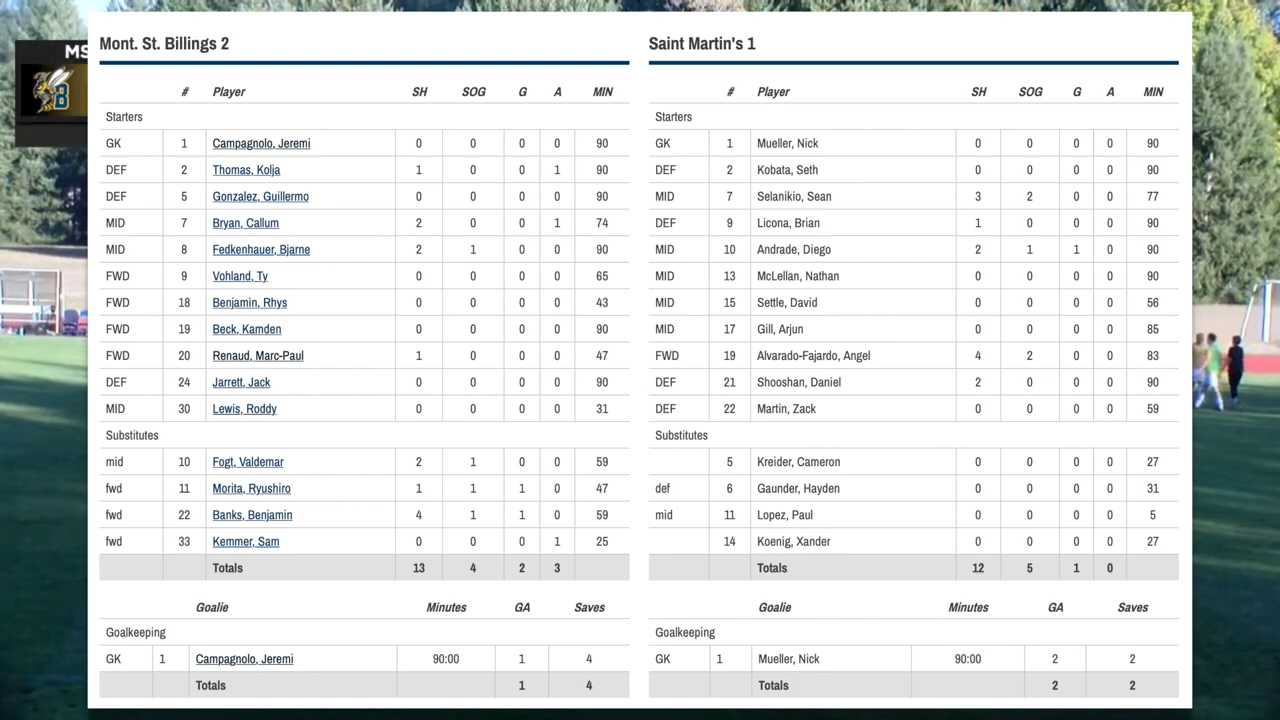 MS
B
Mont. St. Billings 2
# Player SH SOG G A MIN
Starters
GK 1 Campagnolo, Jeremi 0 0 0 0 90
DEF 2 Thomas, Kolja 1 0 0 1 90
DEF 5 Gonzalez, Guillermo 0 0 0 0 90
MID 7 Bryan, Callum 2 0 0 1 74
MID 8 Fedkenhauer, Bjarne 2 1 0 0 90
FWD 9 Vohland, Ty 0 0 0 0 65
FWD 18 Benjamin, Rhys 0 0 0 0 43
FWD 19 Beck, Kamden 0 0 0 0 90
FWD 20 Renaud, Marc-Paul 1 0 0 0 47
DEF 24 Jarrett, Jack 0 0 0 0 90
MID 30 Lewis, Roddy 0 0 0 0 31
Substitutes
mid 10 Fogt, Valdemar 2 1 0 0 59
fwd 11 Morita, Ryushiro 1 1 1 0 47
fwd 22 Banks, Benjamin 4 1 1 0 59
fwd 33 Kemmer, Sam 0 0 0 1 25
Totals 13 4 2 3
Goalie Minutes GA Saves
Goalkeeping
GK 1 Campagnolo, Jeremi 90:00 1 4
Totals 1 4
Saint Martin's 1
# Player SH SOG G A MIN
Starters
GK 1 Mueller, Nick 0 0 0 0 90
DEF 2 Kobata, Seth 0 0 0 0 90
MID 7 Selanikio, Sean 3 2 0 0 77
DEF 9 Licona, Brian 1 0 0 0 90
MID 10 Andrade, Diego 2 1 1 0 90
MID 13 McLellan, Nathan 0 0 0 0 90
MID 15 Settle, David 0 0 0 0 56
MID 17 Gill, Arjun 0 0 0 0 85
FWD 19 Alvarado-Fajardo, Angel 4 2 0 0 83
DEF 21 Shooshan, Daniel 2 0 0 0 90
DEF 22 Martin, Zack 0 0 0 0 59
Substitutes
5 Kreider, Cameron 0 0 0 0 27
def 6 Gaunder, Hayden 0 0 0 0 31
mid 11 Lopez, Paul 0 0 0 0 5
14 Koenig, Xander 0 0 0 0 27
Totals 12 5 1 0
Goalie Minutes GA Saves
Goalkeeping
GK 1 Mueller, Nick 90:00 2 2
Totals 2 2